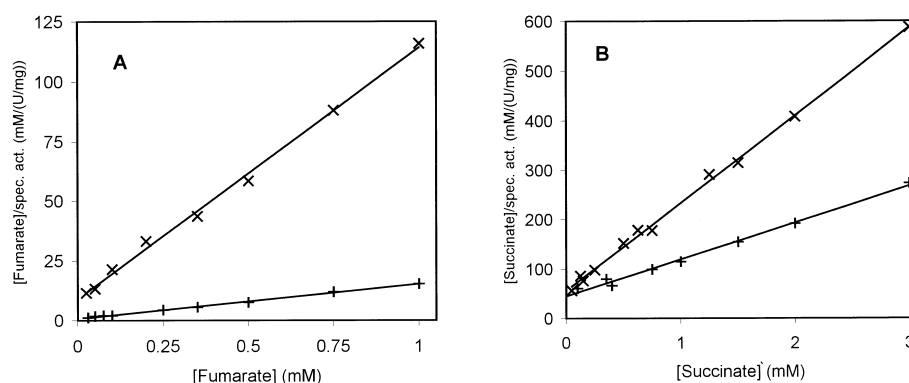 A
[Fumarate]/spec. act. (mM/(U/mg))
125
100
75
50
25
0
0 0.25 0.5 0.75 1
[Fumarate] (mM)
B
[Succinate]/spec. act. (mM/(U/mg))
600
500
400
300
200
100
0
0 1 2 3
[Succinate]` (mM)